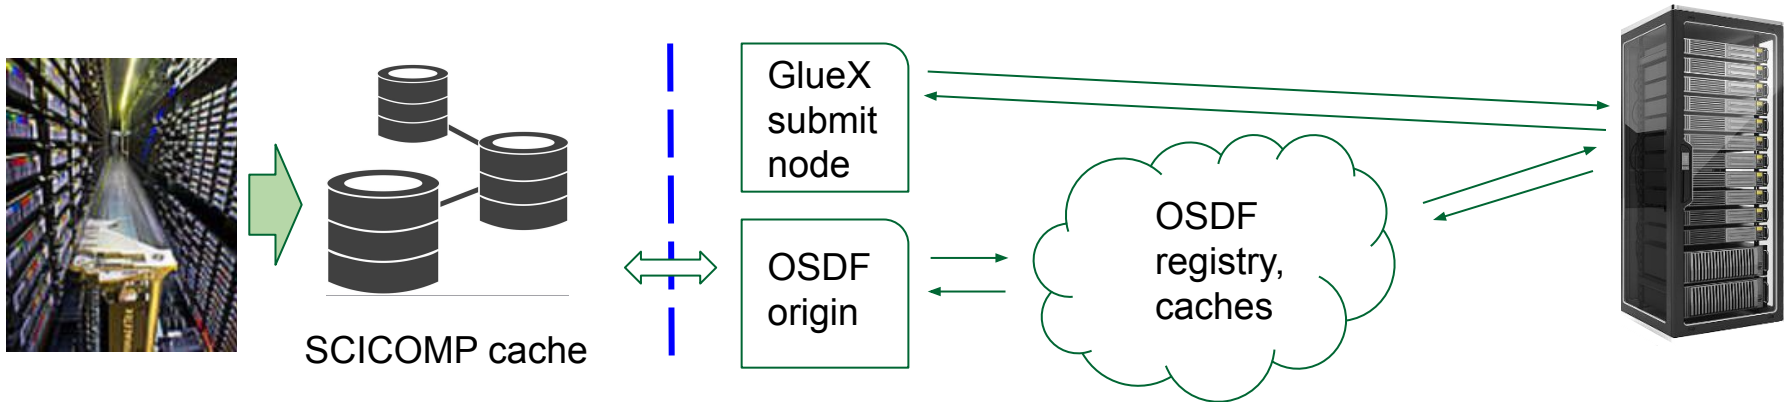 GlueX
submit
node
OSDF
origin
OSDF
registry,
caches
SCICOMP cache